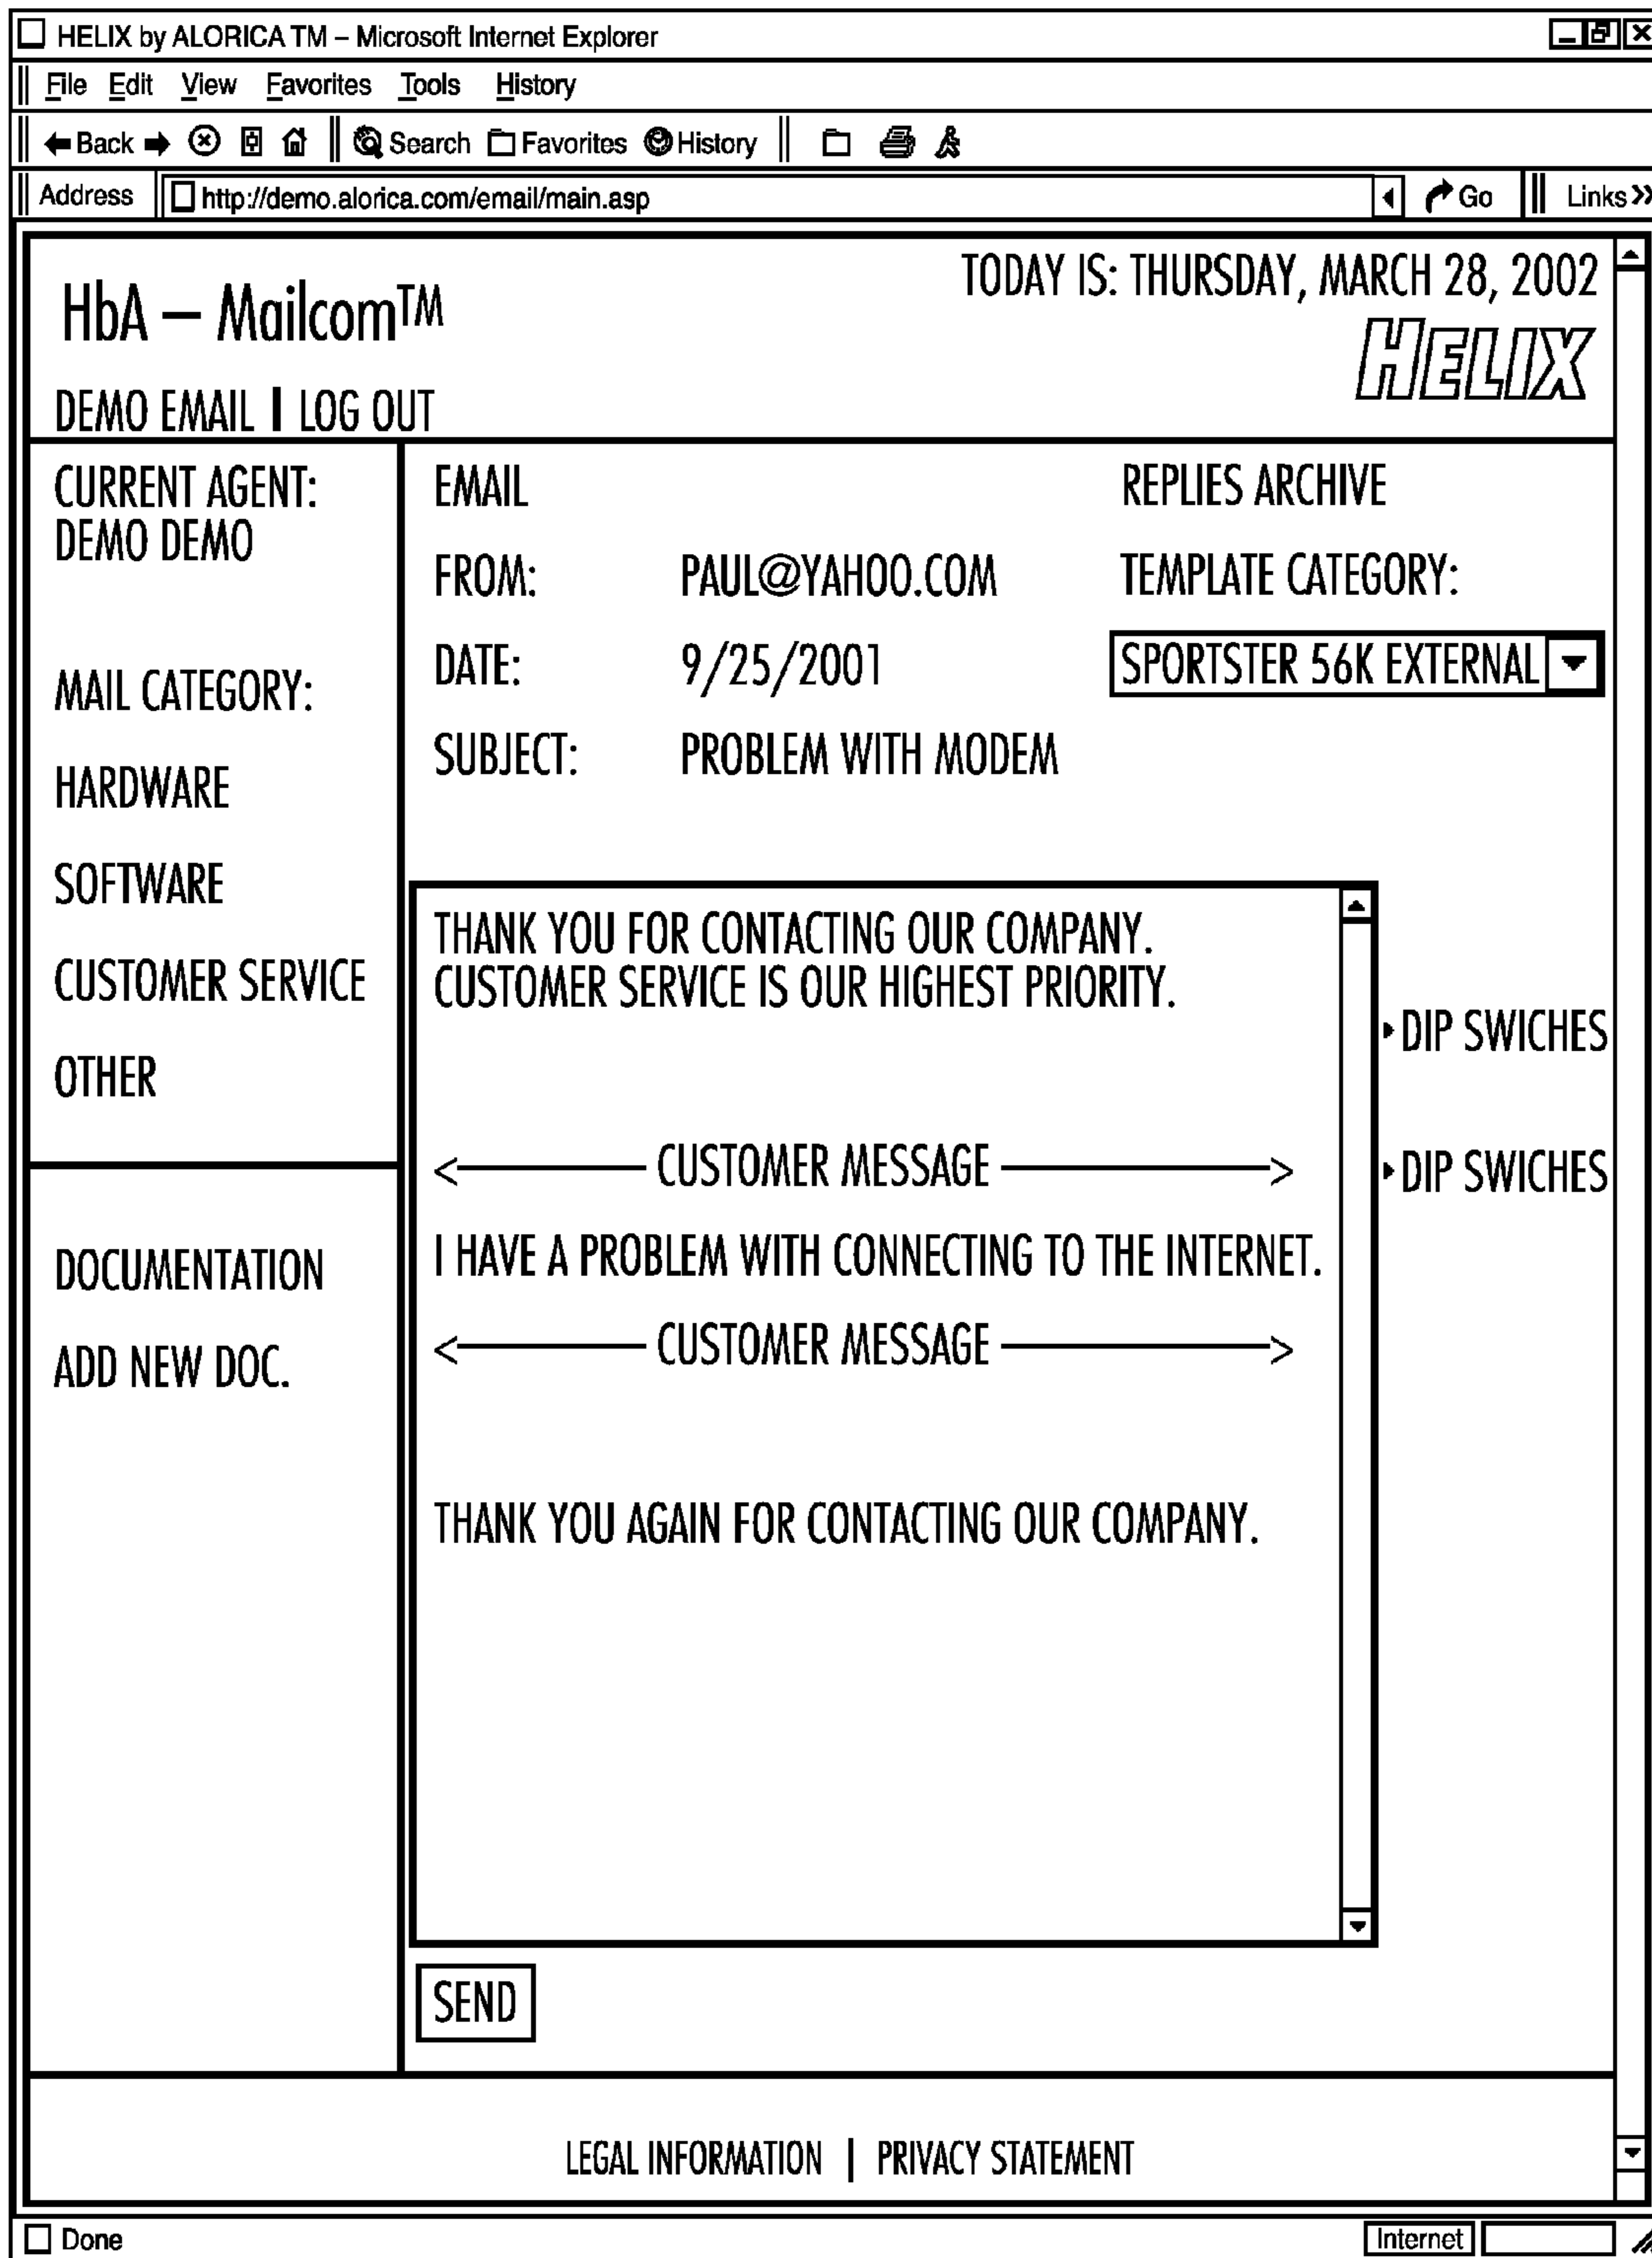 HELIX by ALORICA TM – Microsoft Internet Explorer
File Edit View Favorites Tools History
Back Search Favorites History
Address http://demo.alorica.com/email/main.asp Go Links
TODAY IS: THURSDAY, MARCH 28, 2002
HbA – Mailcom™
HELIX
DEMO EMAIL | LOG OUT
CURRENT AGENT:
DEMO DEMO
MAIL CATEGORY:
HARDWARE
SOFTWARE
CUSTOMER SERVICE
OTHER
DOCUMENTATION
ADD NEW DOC.
EMAIL
FROM: PAUL@YAHOO.COM
DATE: 9/25/2001
SUBJECT: PROBLEM WITH MODEM
REPLIES ARCHIVE
TEMPLATE CATEGORY:
SPORTSTER 56K EXTERNAL
THANK YOU FOR CONTACTING OUR COMPANY.
CUSTOMER SERVICE IS OUR HIGHEST PRIORITY.
<——— CUSTOMER MESSAGE ———>
I HAVE A PROBLEM WITH CONNECTING TO THE INTERNET.
<——— CUSTOMER MESSAGE ———>
THANK YOU AGAIN FOR CONTACTING OUR COMPANY.
DIP SWICHES
DIP SWICHES
SEND
LEGAL INFORMATION | PRIVACY STATEMENT
Done Internet